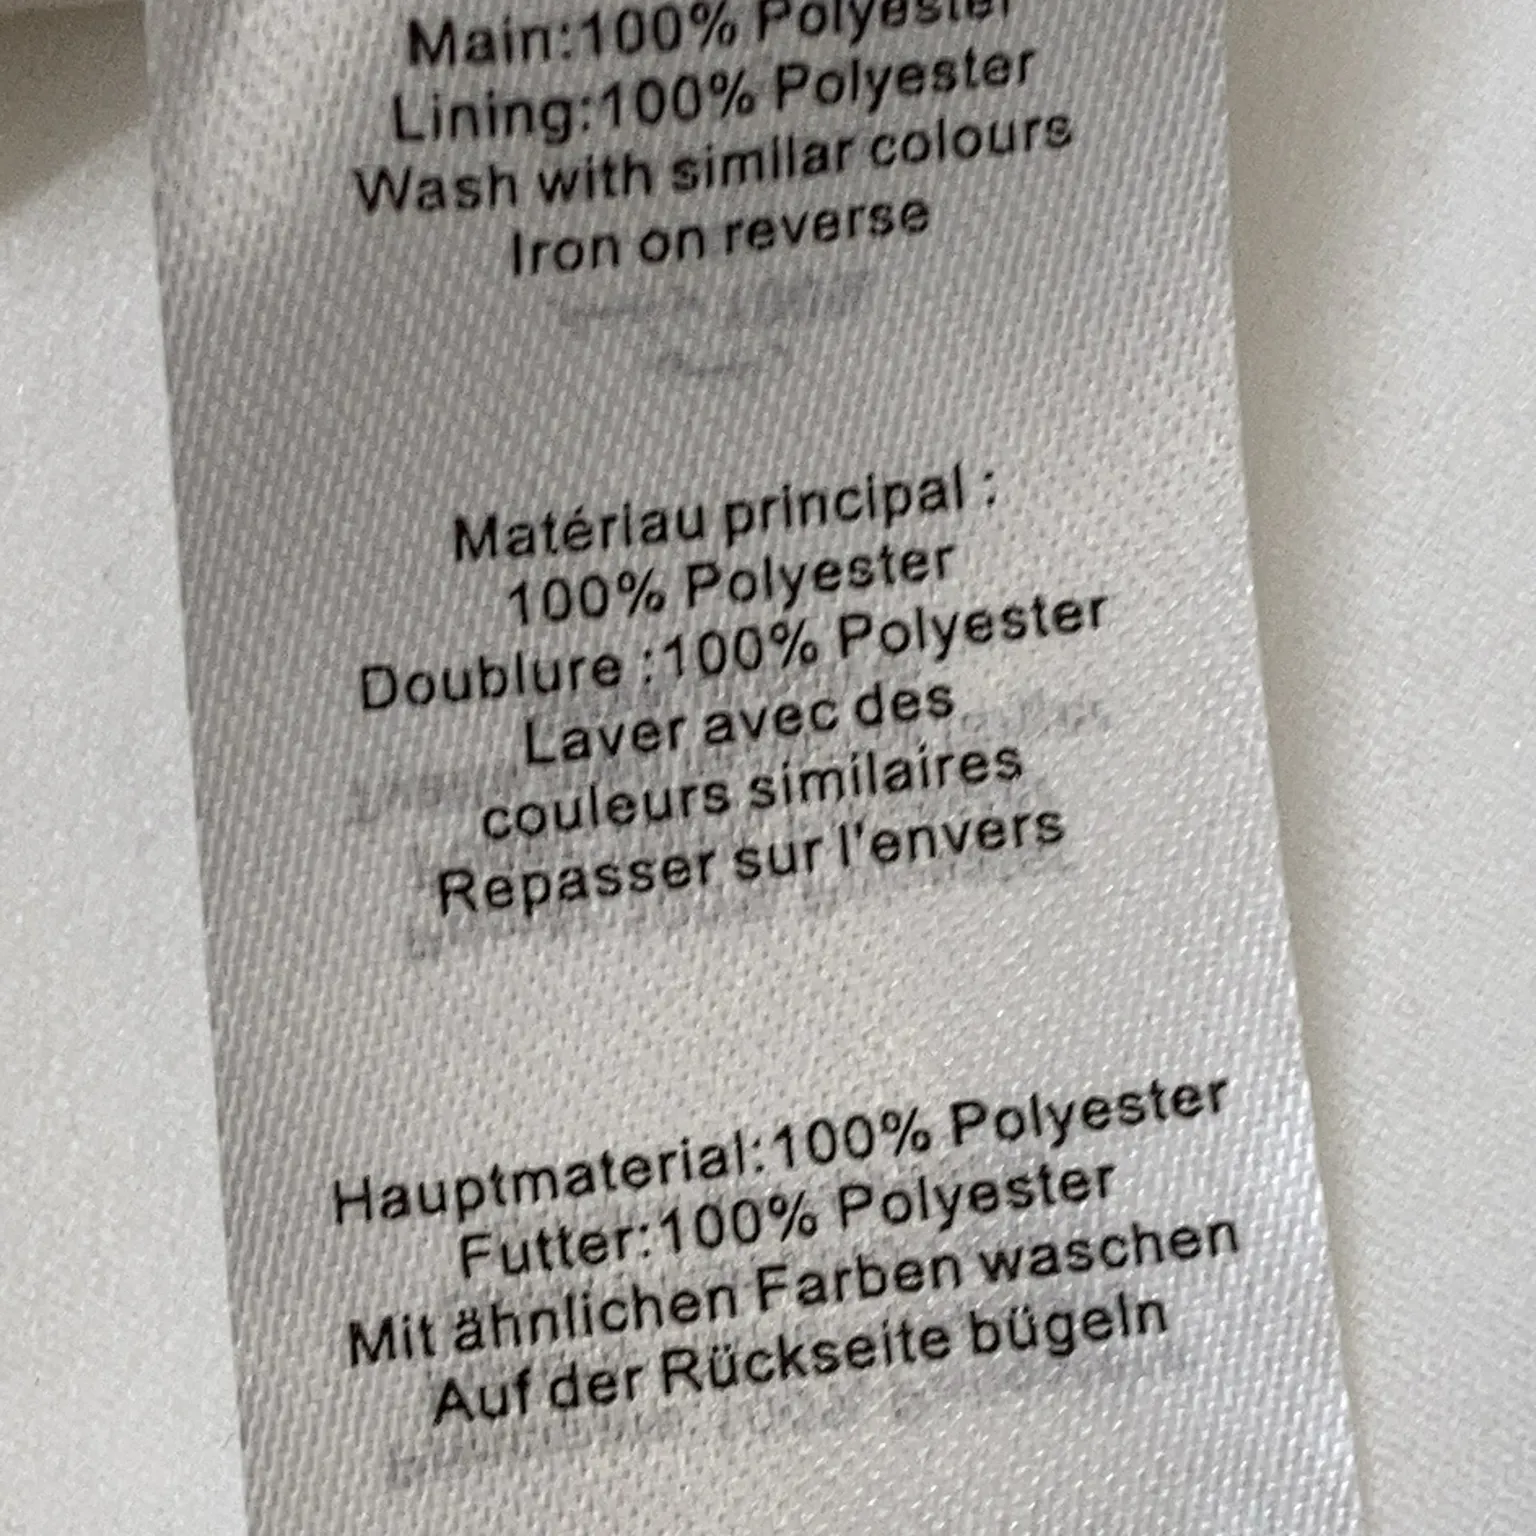 Main:100% Polyester
Lining:100% Polyester
Wash with similar colours
Iron on reverse
Matériau principal :
100% Polyester
Doublure :100% Polyester
Laver avec des
couleurs similaires
Repasser sur l'envers
Hauptmaterial:100% Polyester
Futter:100% Polyester
Mit ähnlichen Farben waschen
Auf der Rückseite bügeln